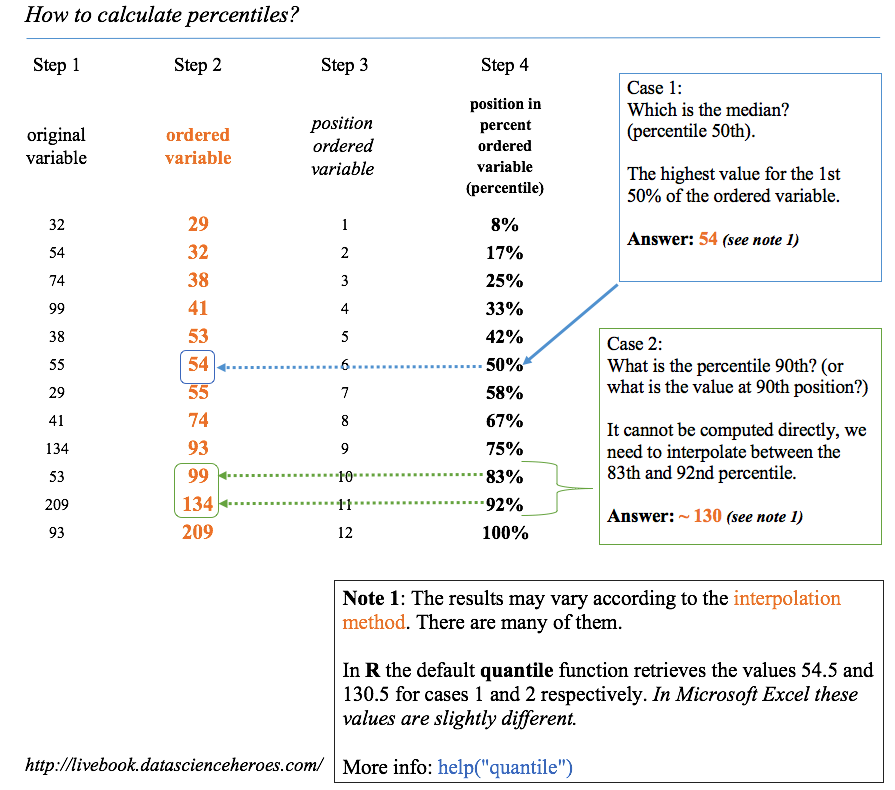 How to calculate percentiles?
Step 1 Step 2 Step 3 Step 4
original
variable
ordered
variable
position
ordered
variable
position in
percent
ordered
variable
(percentile)
32 29 1 8%
54 32 2 17%
74 38 3 25%
99 41 4 33%
38 53 5 42%
55 54 6 50%
29 55 7 58%
41 74 8 67%
134 93 9 75%
53 99 10 83%
209 134 11 92%
93 209 12 100%
Case 1:
Which is the median?
(percentile 50th).
The highest value for the 1st
50% of the ordered variable.
Answer: 54 (see note 1)
Case 2:
What is the percentile 90th? (or
what is the value at 90th position?)
It cannot be computed directly, we
need to interpolate between the
83th and 92nd percentile.
Answer: ~ 130 (see note 1)
Note 1: The results may vary according to the interpolation
method. There are many of them.
In R the default quantile function retrieves the values 54.5 and
130.5 for cases 1 and 2 respectively. In Microsoft Excel these
values are slightly different.
More info: help("quantile")
http://livebook.datascienceheroes.com/